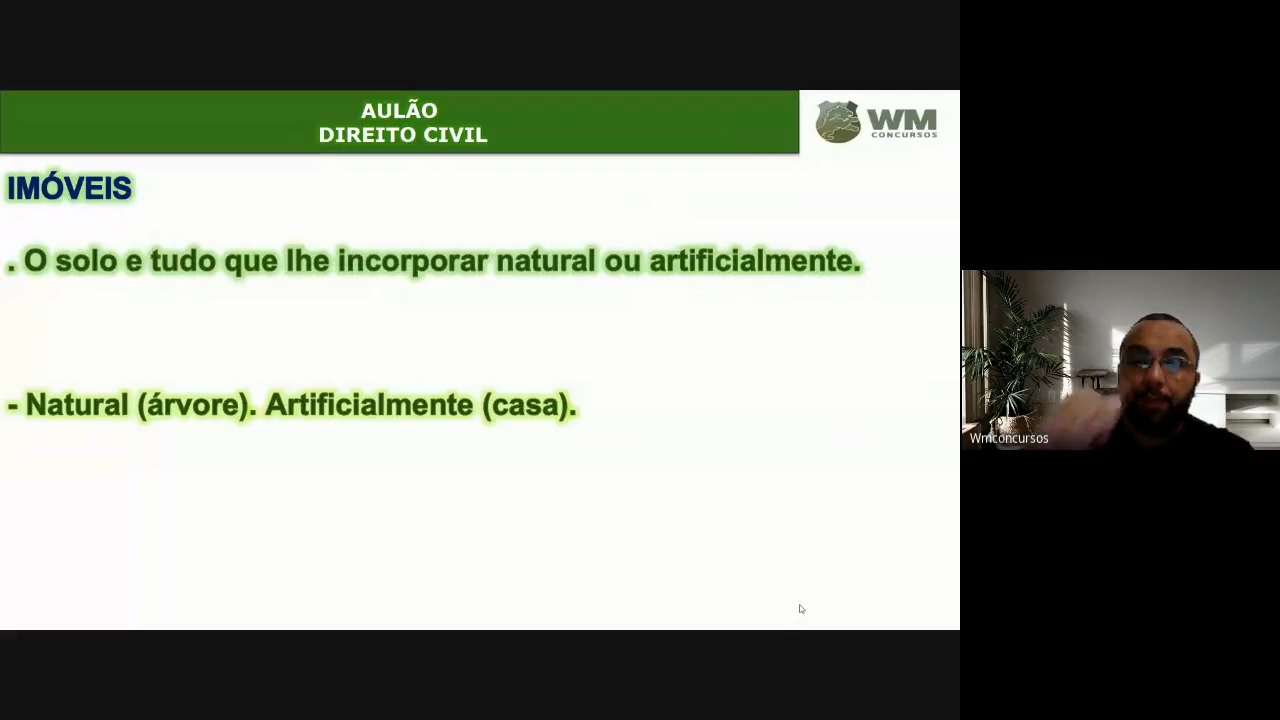 AULÃO
DIREITO CIVIL
WM
CONCURSOS
IMÓVEIS
. O solo e tudo que lhe incorporar natural ou artificialmente.
- Natural (árvore). Artificialmente (casa).
Wmconcursos